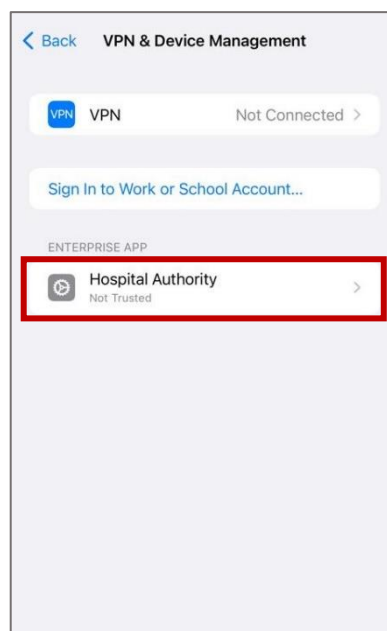 Back VPN & Device Management
VPN VPN Not Connected
Sign In to Work or School Account...
ENTERPRISE APP
Hospital Authority
Not Trusted